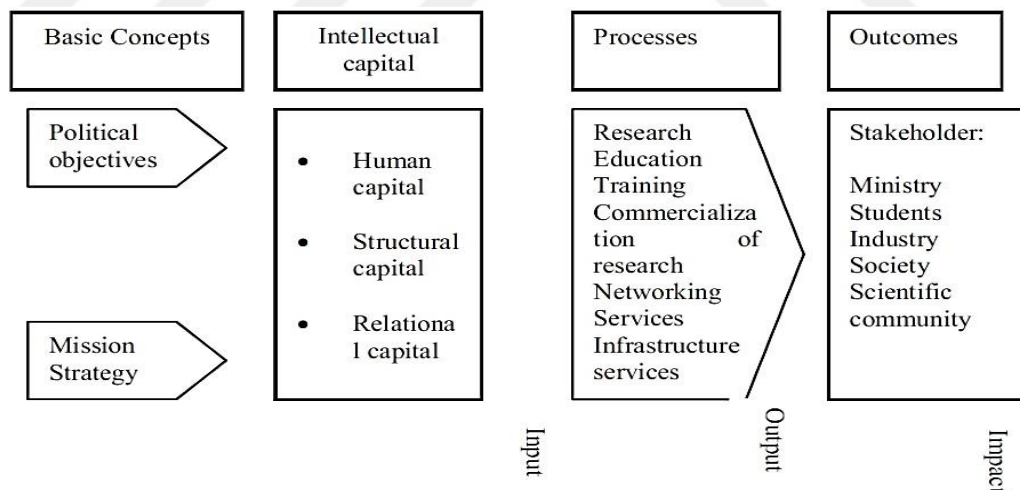 Basic Concepts
Intellectual
capital
Processes
Outcomes
Political
objectives
Mission
Strategy
• Human
capital
• Structural
capital
• Relationa
l capital
Research
Education
Training
Commercializa
tion of
research
Networking
Services
Infrastructure
services
Stakeholder:
Ministry
Students
Industry
Society
Scientific
community
Input
Output
Impact